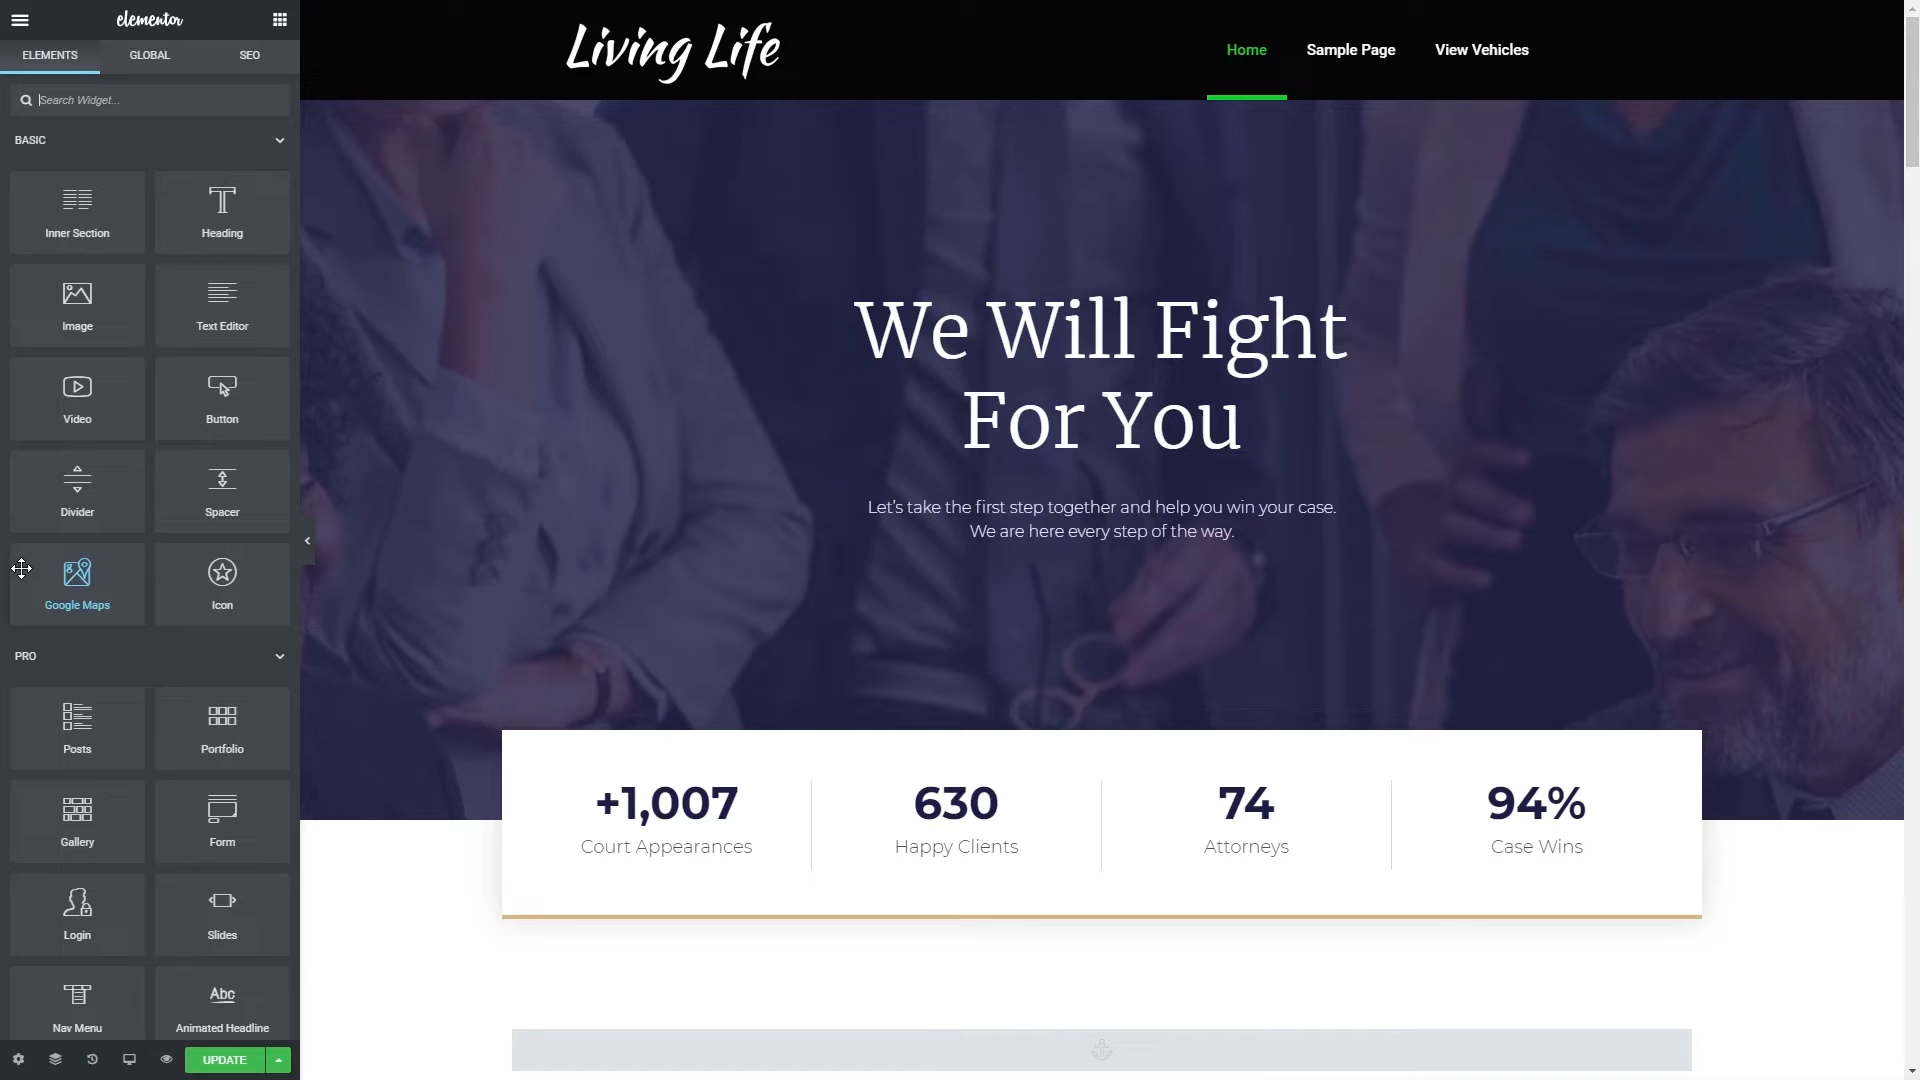 elementor
ELEMENTS GLOBAL SEO
Search Widget...
BASIC
Inner Section Heading
Image Text Editor
Video Button
Divider Spacer
Google Maps Icon
PRO
Posts Portfolio
Gallery Form
Login Slides
Abc
Nav Menu Animated Headline
UPDATE
Living Life
Home Sample Page View Vehicles
We Will Fight
For You
Let's take the first step together and help you win your case.
We are here every step of the way.
+1,007 630 74 94%
Court Appearances Happy Clients Attorneys Case Wins